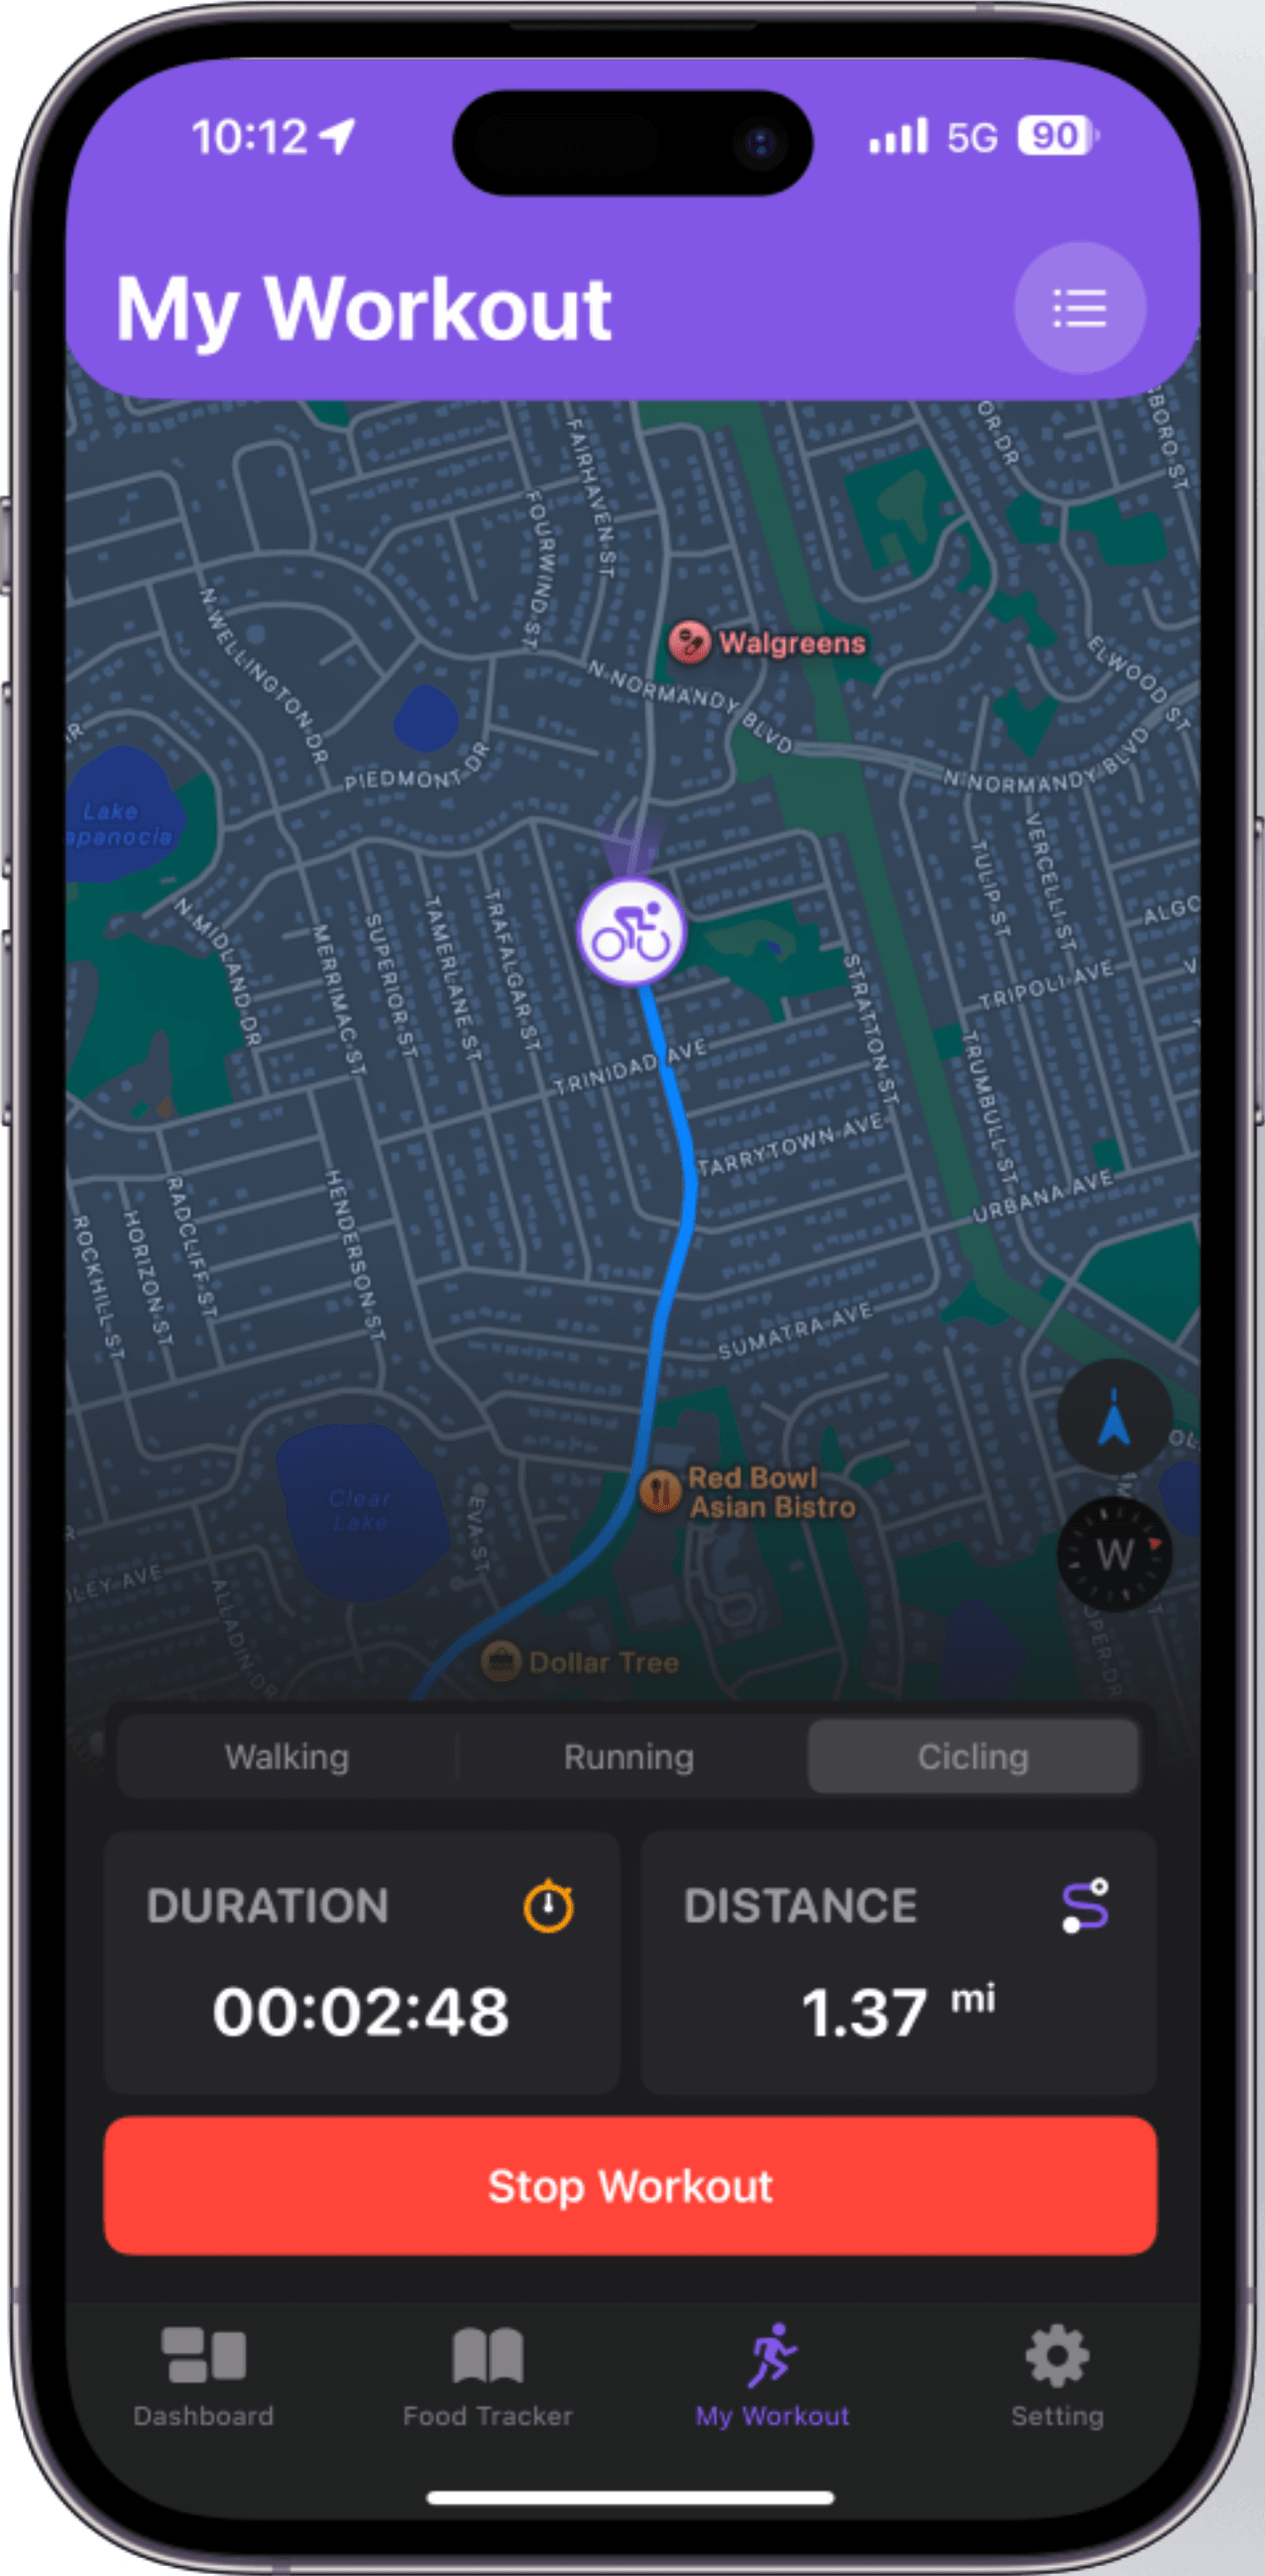 10:12
5G 90
My Workout
FAIRHAVEN ST
FOURWIND ST
Walgreens
N WELLINGTON DR
N NORMANDY BLVD
ELWOOD ST
PIEDMONT DR
N NORMANDY BLVD
Lake
VERCELLI ST
TULIP ST
N MIDLAND DR
MERRIMAC ST
SUPERIOR ST
TAMERLANE ST
TRAFALGAR ST
STRATTON ST
TRIPOLI AVE
TRINIDAD AVE
TRUMBULL ST
TARRYTOWN AVE
URBANA AVE
RADCLIFF ST
HORIZON ST
ROCKHILL ST
HENDERSON ST
SUMATRA AVE
Red Bowl
Asian Bistro
Clear
Lake
EVA ST
W
ALLADIN DR
Dollar Tree
Walking
Running
Cicling
DURATION
DISTANCE
00:02:48
1.37 mi
Stop Workout
Dashboard
Food Tracker
My Workout
Setting